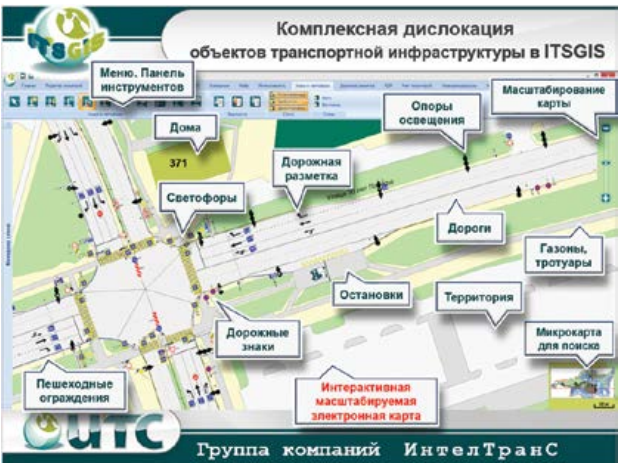 ITSGIS
Комплексная дислокация
объектов транспортной инфраструктуры в ITSGIS
Меню. Панель
инструментов
Опоры
освещения
Масштабирование
карты
Дома
371
Дорожная
разметка
Светофоры
Дороги
Газоны,
тротуары
Остановки
Территория
Дорожные
знаки
Микрокарта
для поиска
Пешеходные
ограждения
Интерактивная
масштабируемая
электронная карта
ИТС
Группа компаний ИнтелТранС